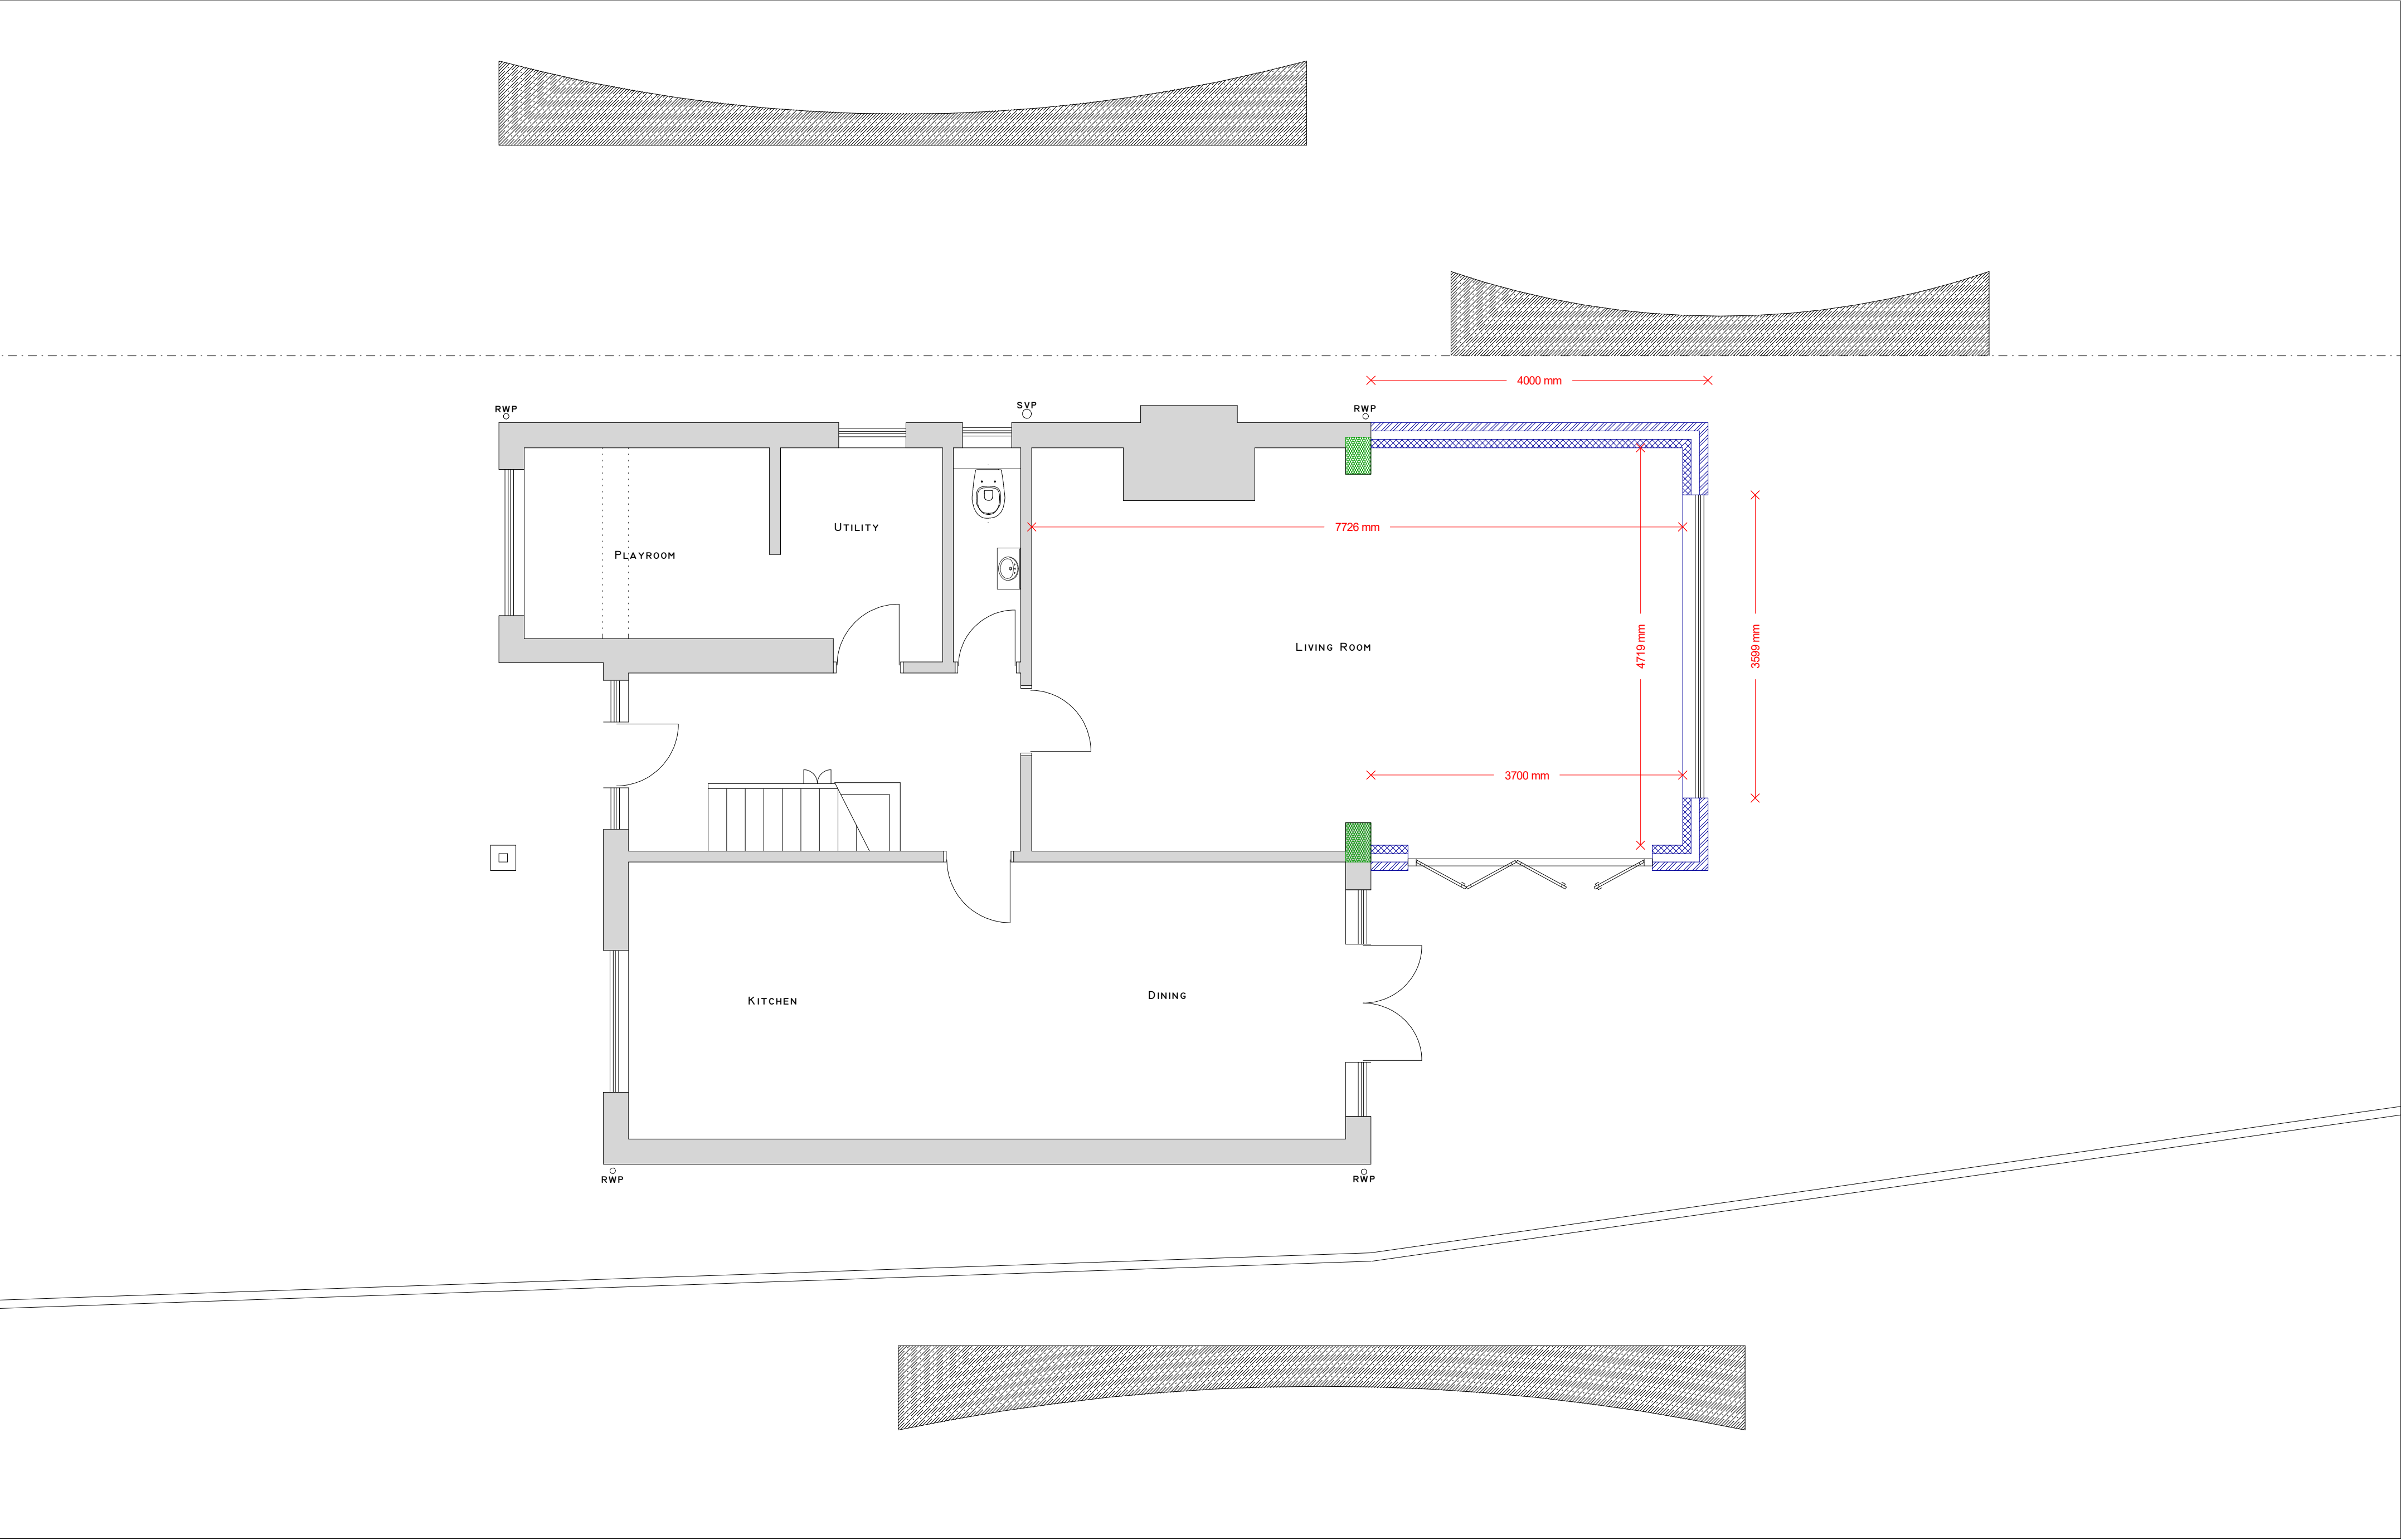 4000 mm
RWP
SVP
RWP
7726 mm
Utility
Playroom
Living Room
4719 mm
3599 mm
3700 mm
Kitchen
Dining
RWP
RWP